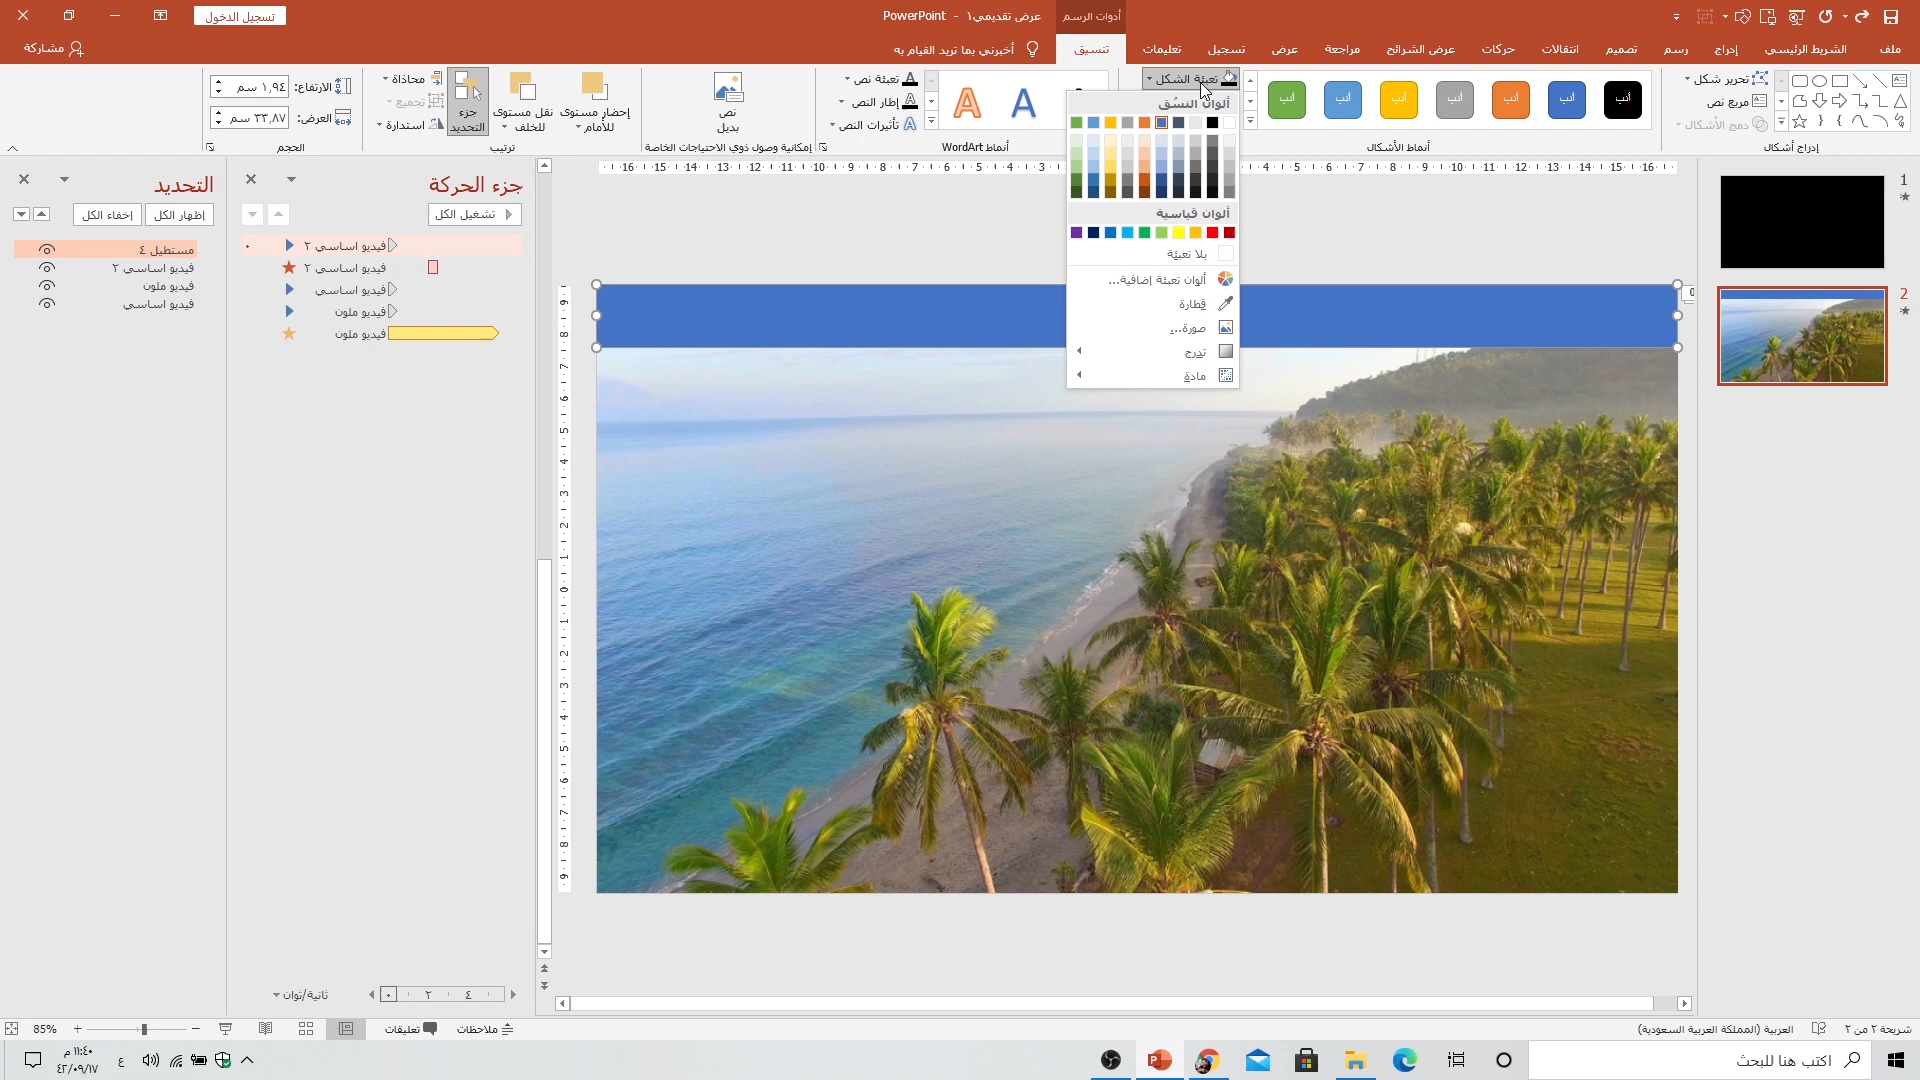 عرض تقديمي١ - PowerPoint
أدوات الرسم
تسجيل الدخول
ملف
الشريط الرئيسي
إدراج
رسم
تصميم
انتقالات
حركات
عرض الشرائح
مراجعة
عرض
تسجيل
تعليمات
تنسيق
أخبرني بما تريد القيام به
مشاركة
تحرير شكل
مربع نص
دمج الأشكال
إدراج أشكال
أنماط الأشكال
تعبئة الشكل
أنماط WordArt
تعبئة نص
إطار النص
تأثيرات النص
نص
بديل
إمكانية وصول ذوي الاحتياجات الخاصة
إحضار مستوى
للأمام
نقل مستوى
للخلف
جزء
التحديد
محاذاة
تجميع
استدارة
ترتيب
الارتفاع: ١,٩٤ سم
العرض: ٣٣,٨٧ سم
الحجم
ألوان النسُق
ألوان قياسية
بلا تعبئة
ألوان تعبئة إضافية...
قطارة
صورة...
تدرج
مادة
جزء الحركة
تشغيل الكل
فيديو اساسي ٢
فيديو اساسي ٢
فيديو اساسي
فيديو ملون
فيديو ملون
ثانية/ثوان
٢ ٤
التحديد
إظهار الكل
إخفاء الكل
مستطيل ٤
فيديو اساسي ٢
فيديو ملون
فيديو اساسي
1
2
شريحة ٢ من ٢
العربية (المملكة العربية السعودية)
ملاحظات
تعليقات
85%
اكتب هنا للبحث
ع
١١:٤٠ م
٤٢/٠٩/١٧